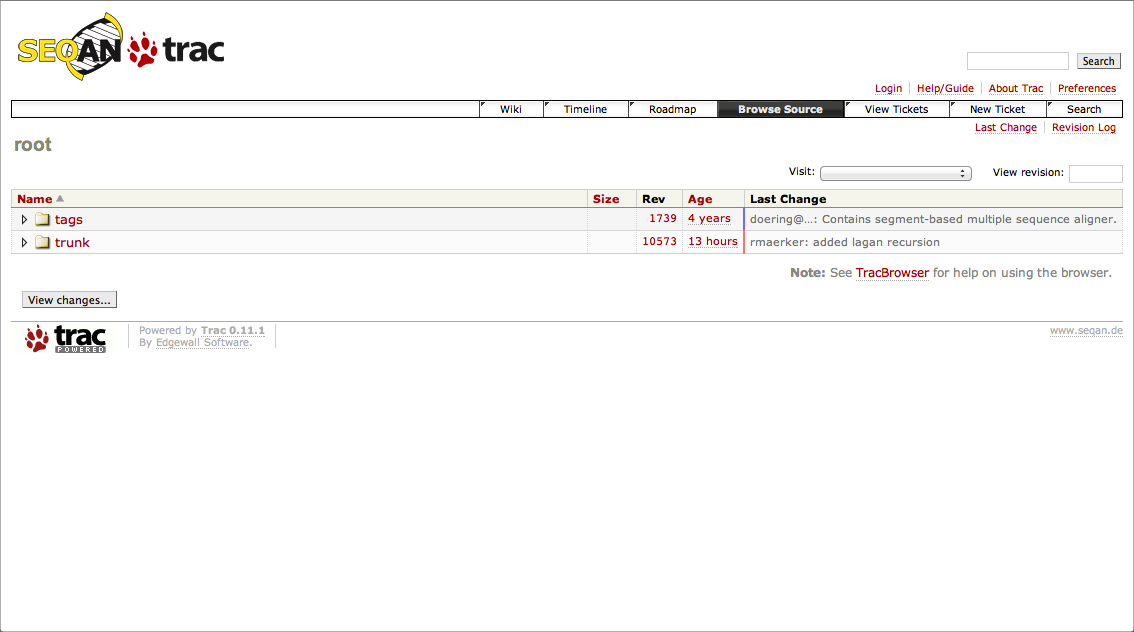 SEQAN trac
Search
Login Help/Guide About Trac Preferences
Wiki Timeline Roadmap Browse Source View Tickets New Ticket Search
Last Change Revision Log
root
Visit: View revision:
Name Size Rev Age Last Change
tags 1739 4 years doering@…: Contains segment-based multiple sequence aligner.
trunk 10573 13 hours rmaerker: added lagan recursion
Note: See TracBrowser for help on using the browser.
View changes...
trac POWERED
Powered by Trac 0.11.1
By Edgewall Software.
www.seqan.de